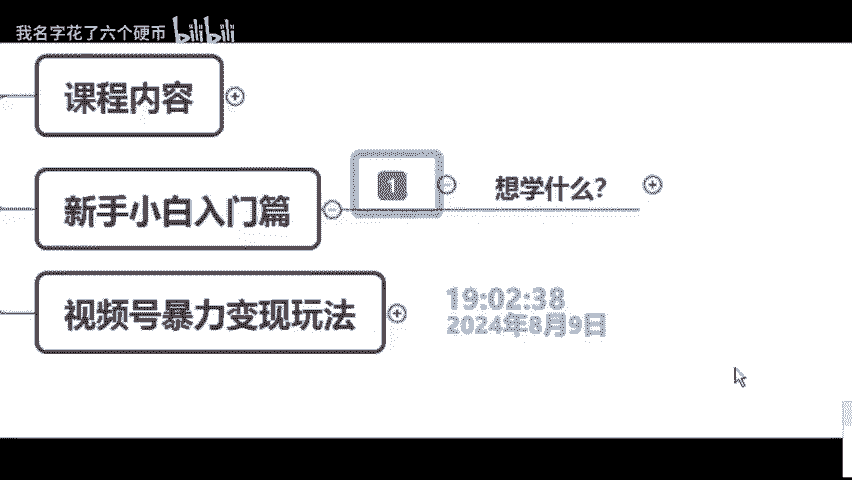 我名字花了六个硬币 bilibili
课程内容
1 想学什么？
新手小白入门篇
视频号暴力变现玩法
19:02:38
2024年8月9日